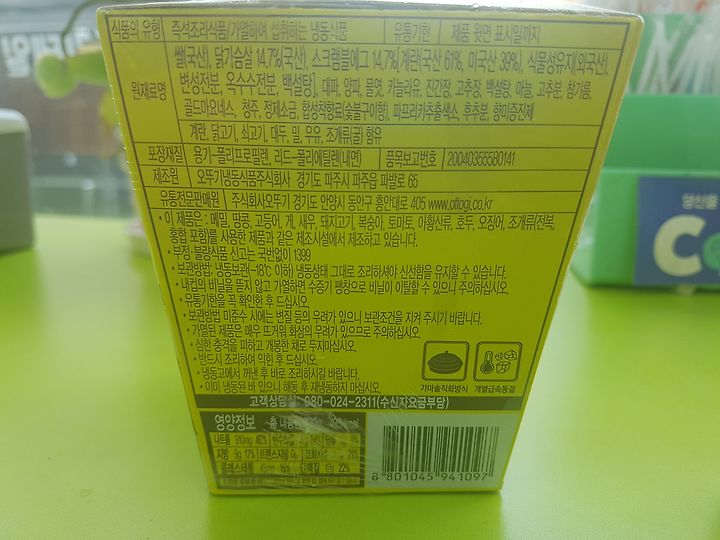 식품의 유형 즉석조리식품/가열하여 섭취하는 냉동식품 유통기한 제품 윗면 표시일까지
원재료명 쌀(국산), 닭가슴살 14.7%(국산), 스크램블에그 14.7%[계란(국산 61%, 미국산 39%), 식물성유지(외국산),
변성전분, 옥수수전분, 백설탕], 대파, 양파, 물엿, 카놀라유, 진간장, 고추장, 백설탕, 마늘, 고추분, 참기름,
골드마요네스, 청주, 정제소금, 합성착향료(숯불구이향), 파프리카추출색소, 후추분, 향미증진제
계란, 닭고기, 쇠고기, 대두, 밀, 우유, 조개류(굴) 함유
포장재질 용기-폴리프로필렌, 리드-폴리에틸렌(내면) 품목보고번호 20040355580141
제조원 오뚜기냉동식품주식회사 경기도 파주시 파주읍 파발로 65
유통전문판매원 주식회사오뚜기 경기도 안양시 동안구 흥안대로 405 www.ottogi.co.kr
• 이 제품은 : 메밀, 땅콩, 고등어, 게, 새우, 돼지고기, 복숭아, 토마토, 이황산류, 호두, 오징어, 조개류(전복,
홍합 포함)를 사용한 제품과 같은 제조시설에서 제조하고 있습니다.
• 부정·불량식품 신고는 국번없이 1399
• 보관방법: 냉동보관(-18℃ 이하) 냉동상태 그대로 조리하셔야 신선함을 유지할 수 있습니다.
• 내컵의 비닐을 뜯지 않고 가열하면 수증기 팽창으로 비닐이 이탈할 수 있으니 주의하십시오.
• 유통기한을 꼭 확인한 후 드십시오.
• 보관방법 미준수 시에는 변질 등의 우려가 있으니 보관조건을 지켜 주시기 바랍니다.
• 가열된 제품은 매우 뜨거워 화상의 우려가 있으므로 주의하십시오.
• 심한 충격을 피하고 개봉한 채로 두지마십시오.
• 반드시 조리하여 익힌 후 드십시오.
• 냉동고에서 꺼낸 후 바로 조리하시길 바랍니다.
• 이미 냉동된 바 있으니 해동 후 재냉동하지 마십시오.
가마솥직화방식 개별급속동결
고객상담실: 080-024-2311(수신자요금부담)
영양정보 총 내용량
나트륨 910mg 46%
지방 9g 17% 트랜스지방
15% 단백질 13g 22%
8 801045 941097
당신을